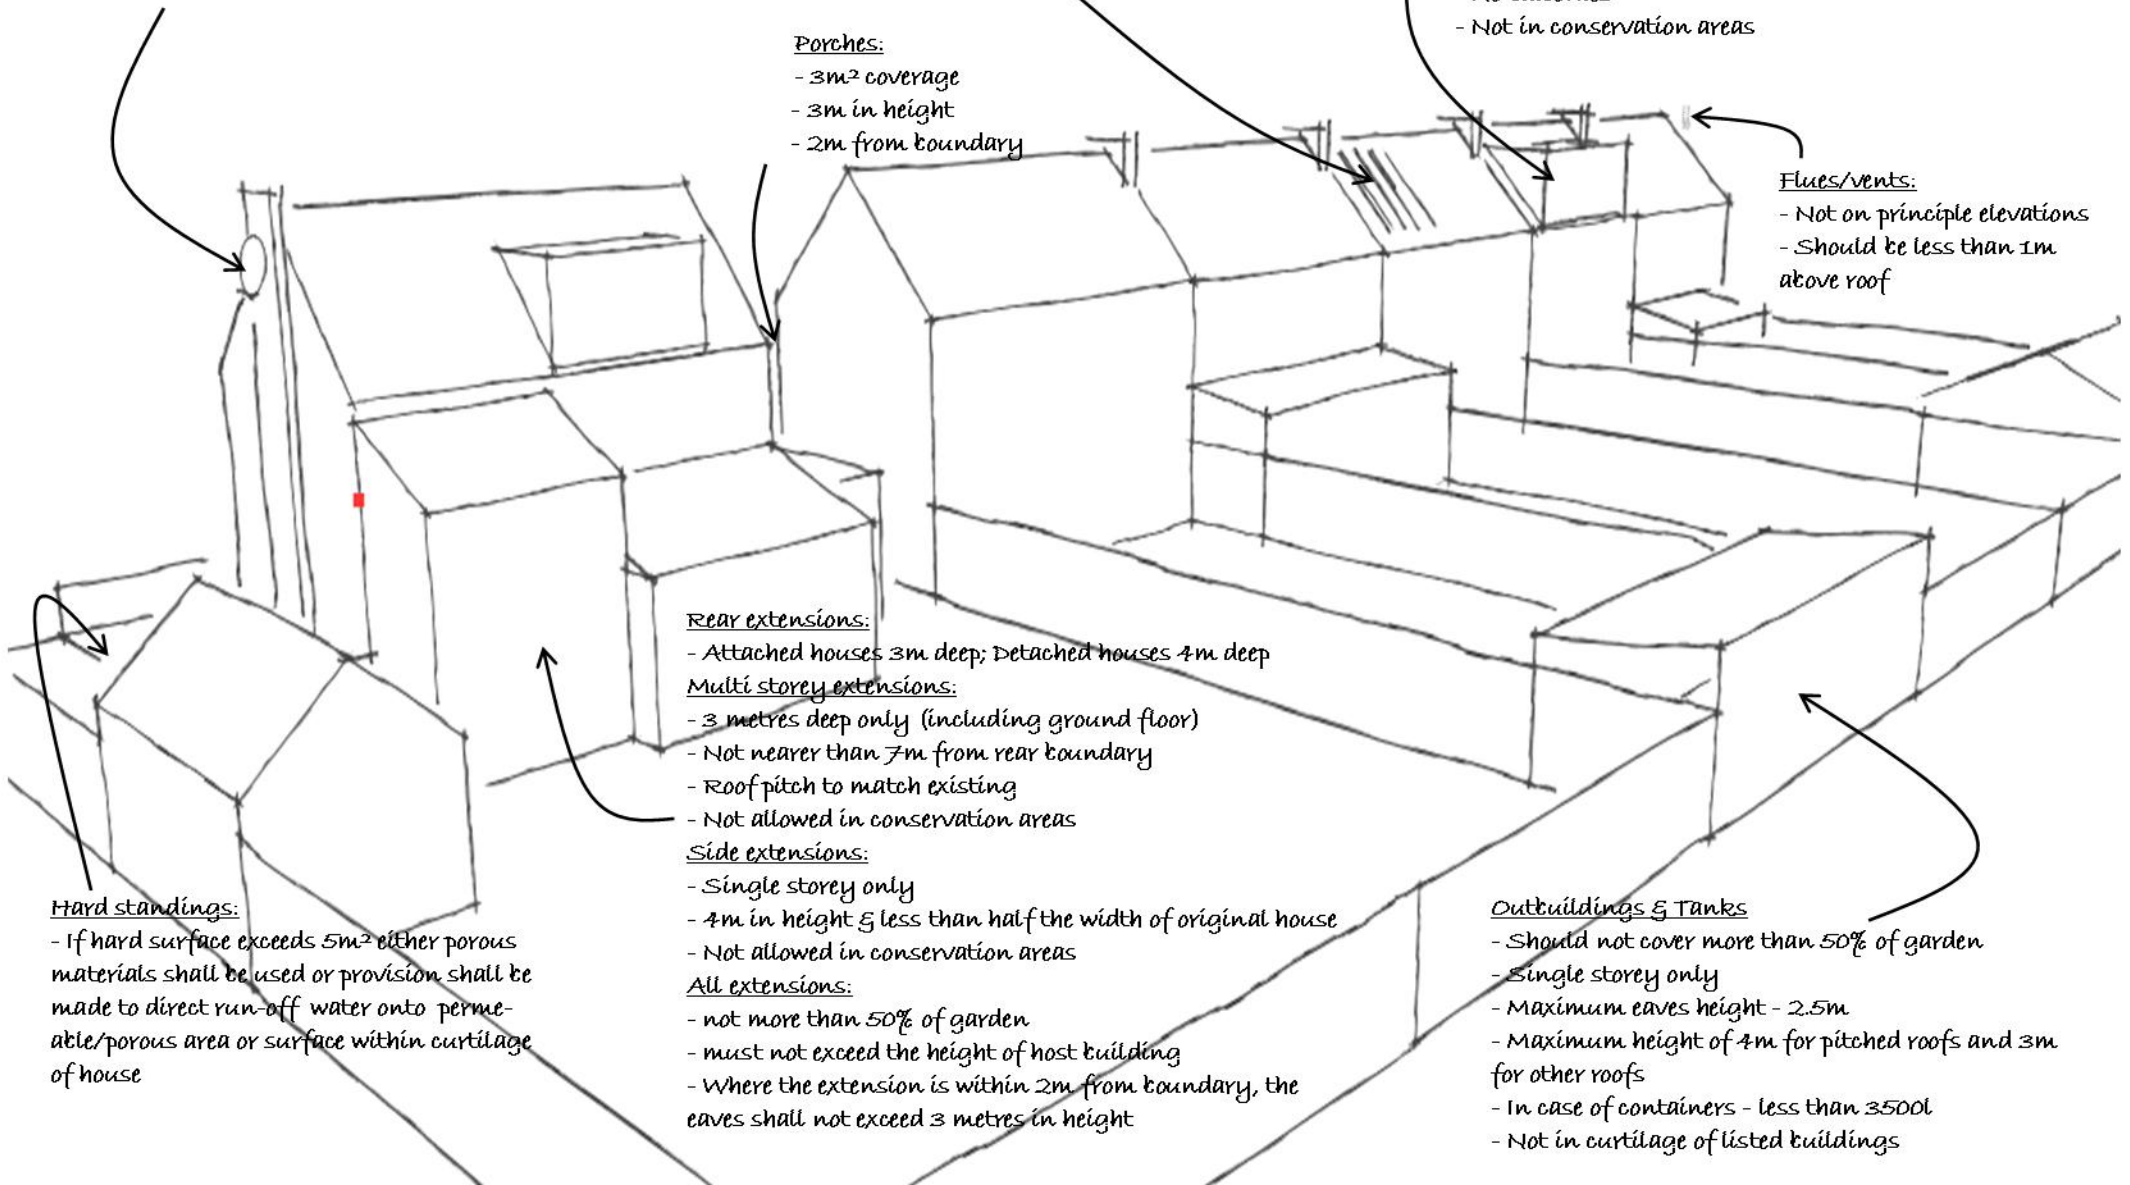 - Not in conservation areas
Porches:
- 3m² coverage
- 3m in height
- 2m from boundary
Flues/vents:
- Not on principle elevations
- Should be less than 1m
above roof
Rear extensions:
- Attached houses 3m deep; Detached houses 4m deep
Multi storey extensions:
- 3 metres deep only (including ground floor)
- Not nearer than 7m from rear boundary
- Roof pitch to match existing
- Not allowed in conservation areas
Side extensions:
- Single storey only
- 4m in height & less than half the width of original house
- Not allowed in conservation areas
All extensions:
- not more than 50% of garden
- must not exceed the height of host building
- Where the extension is within 2m from boundary, the
eaves shall not exceed 3 metres in height
Hard standings:
- If hard surface exceeds 5m² either porous
materials shall be used or provision shall be
made to direct run-off water onto perme-
able/porous area or surface within curtilage
of house
Outbuildings & Tanks
- Should not cover more than 50% of garden
- Single storey only
- Maximum eaves height - 2.5m
- Maximum height of 4m for pitched roofs and 3m
for other roofs
- In case of containers - less than 3500l
- Not in curtilage of listed buildings